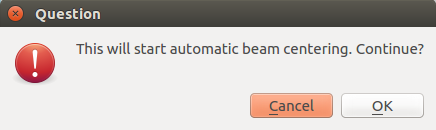 Question
This will start automatic beam centering. Continue?
Cancel
OK